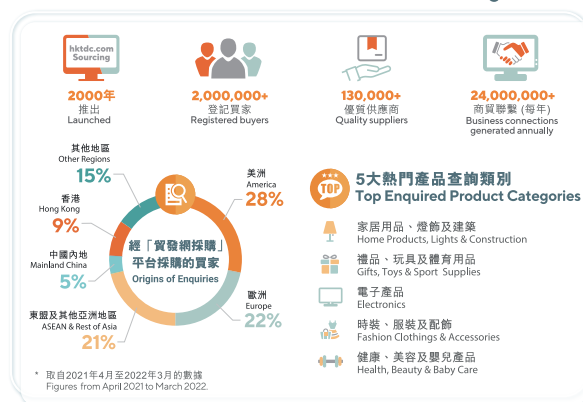 hktdc.com
Sourcing
2000年
推出
Launched
2,000,000+
登記買家
Registered buyers
130,000+
優質供應商
Quality suppliers
24,000,000+
商貿聯繫 (每年)
Business connections
generated annually
其他地區
Other Regions
15%
香港
Hong Kong
9%
中國內地
Mainland China
5%
東盟及其他亞洲地區
ASEAN & Rest of Asia
21%
美洲
America
28%
歐洲
Europe
22%
經「貿發網採購」
平台採購的買家
Origins of Enquiries
TOP
5大熱門產品查詢類別
Top Enquired Product Categories
家居用品、燈飾及建築
Home Products, Lights & Construction
禮品、玩具及體育用品
Gifts, Toys & Sport Supplies
電子產品
Electronics
時裝、服裝及配飾
Fashion Clothings & Accessories
健康、美容及嬰兒產品
Health, Beauty & Baby Care
* 取自2021年4月至2022年3月的數據
Figures from April 2021 to March 2022.